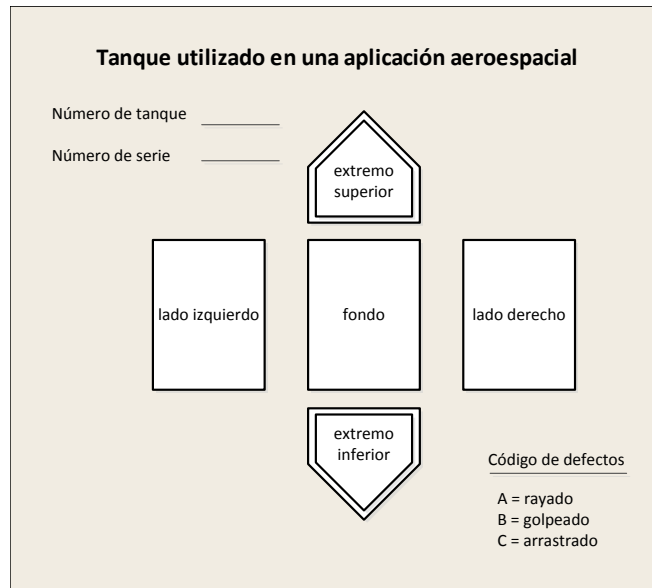 Tanque utilizado en una aplicación aeroespacial
Número de tanque
Número de serie
extremo
superior
lado izquierdo
fondo
lado derecho
extremo
inferior
Código de defectos
A = rayado
B = golpeado
C = arrastrado